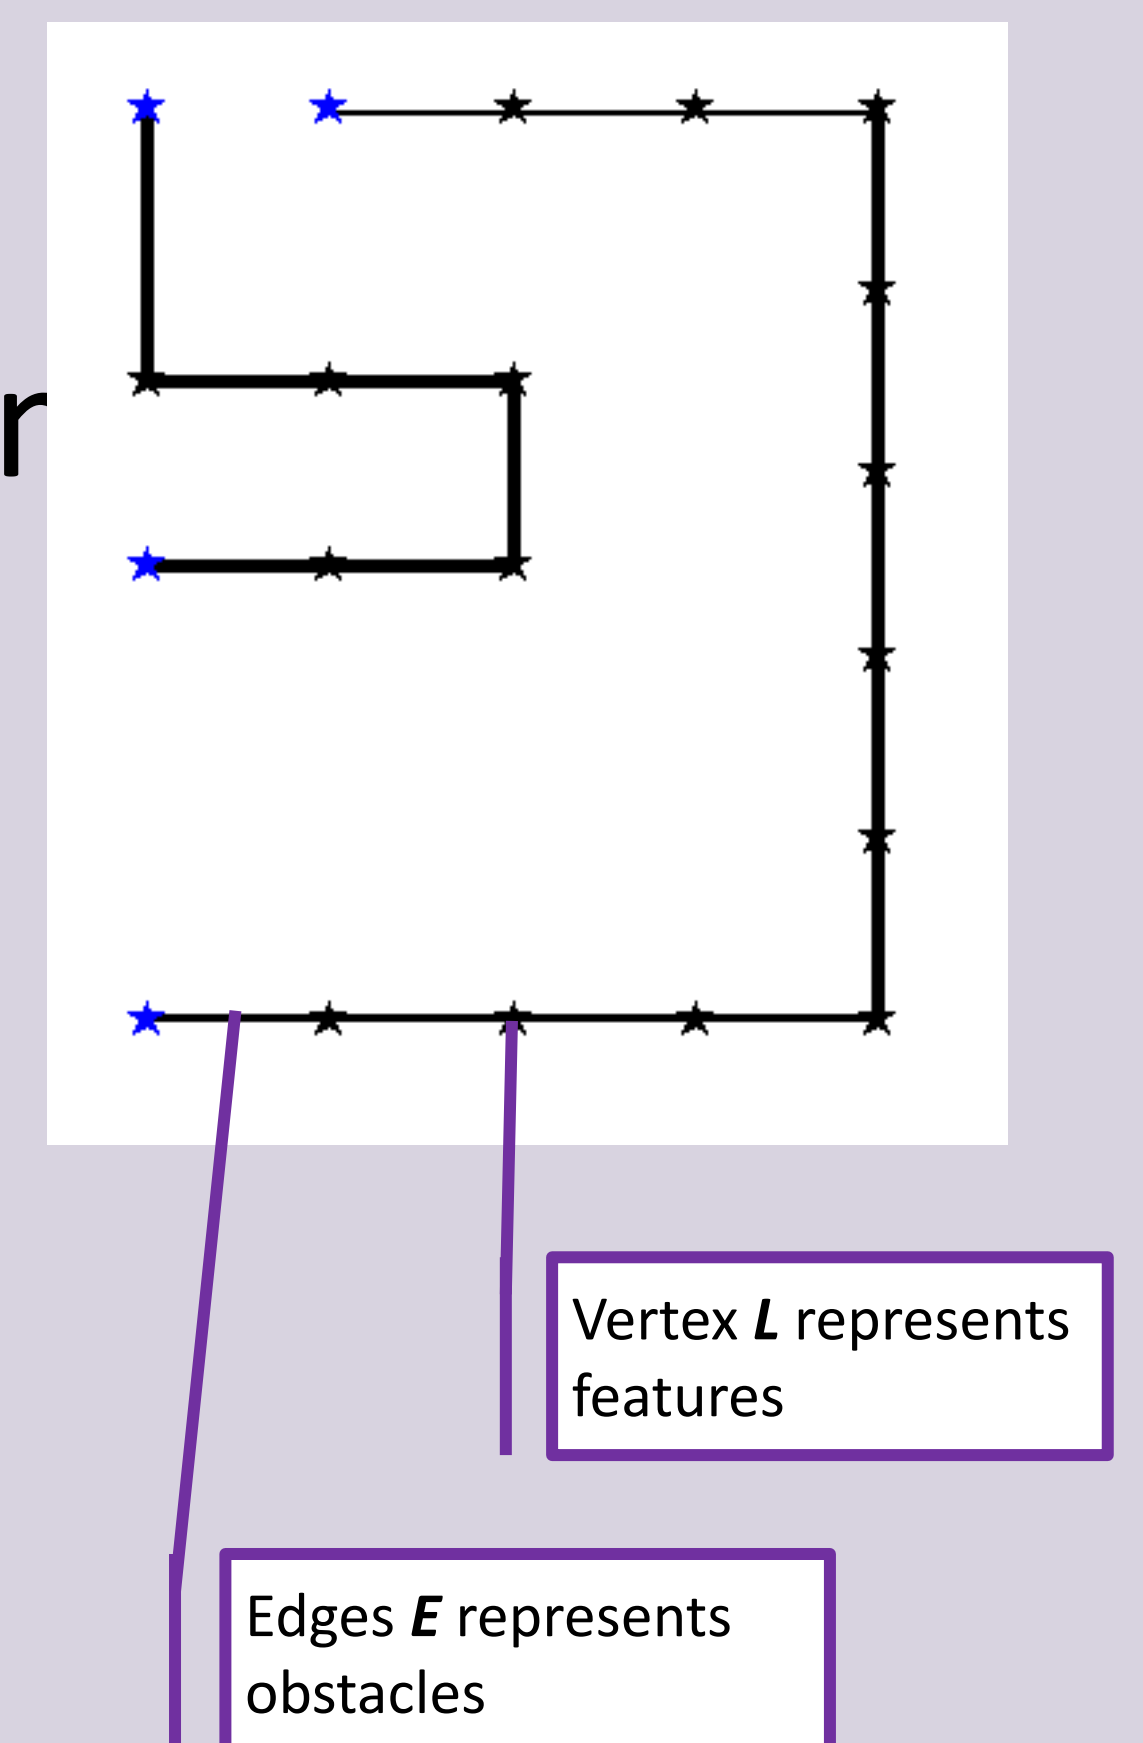 r
Vertex L represents
features
Edges E represents
obstacles